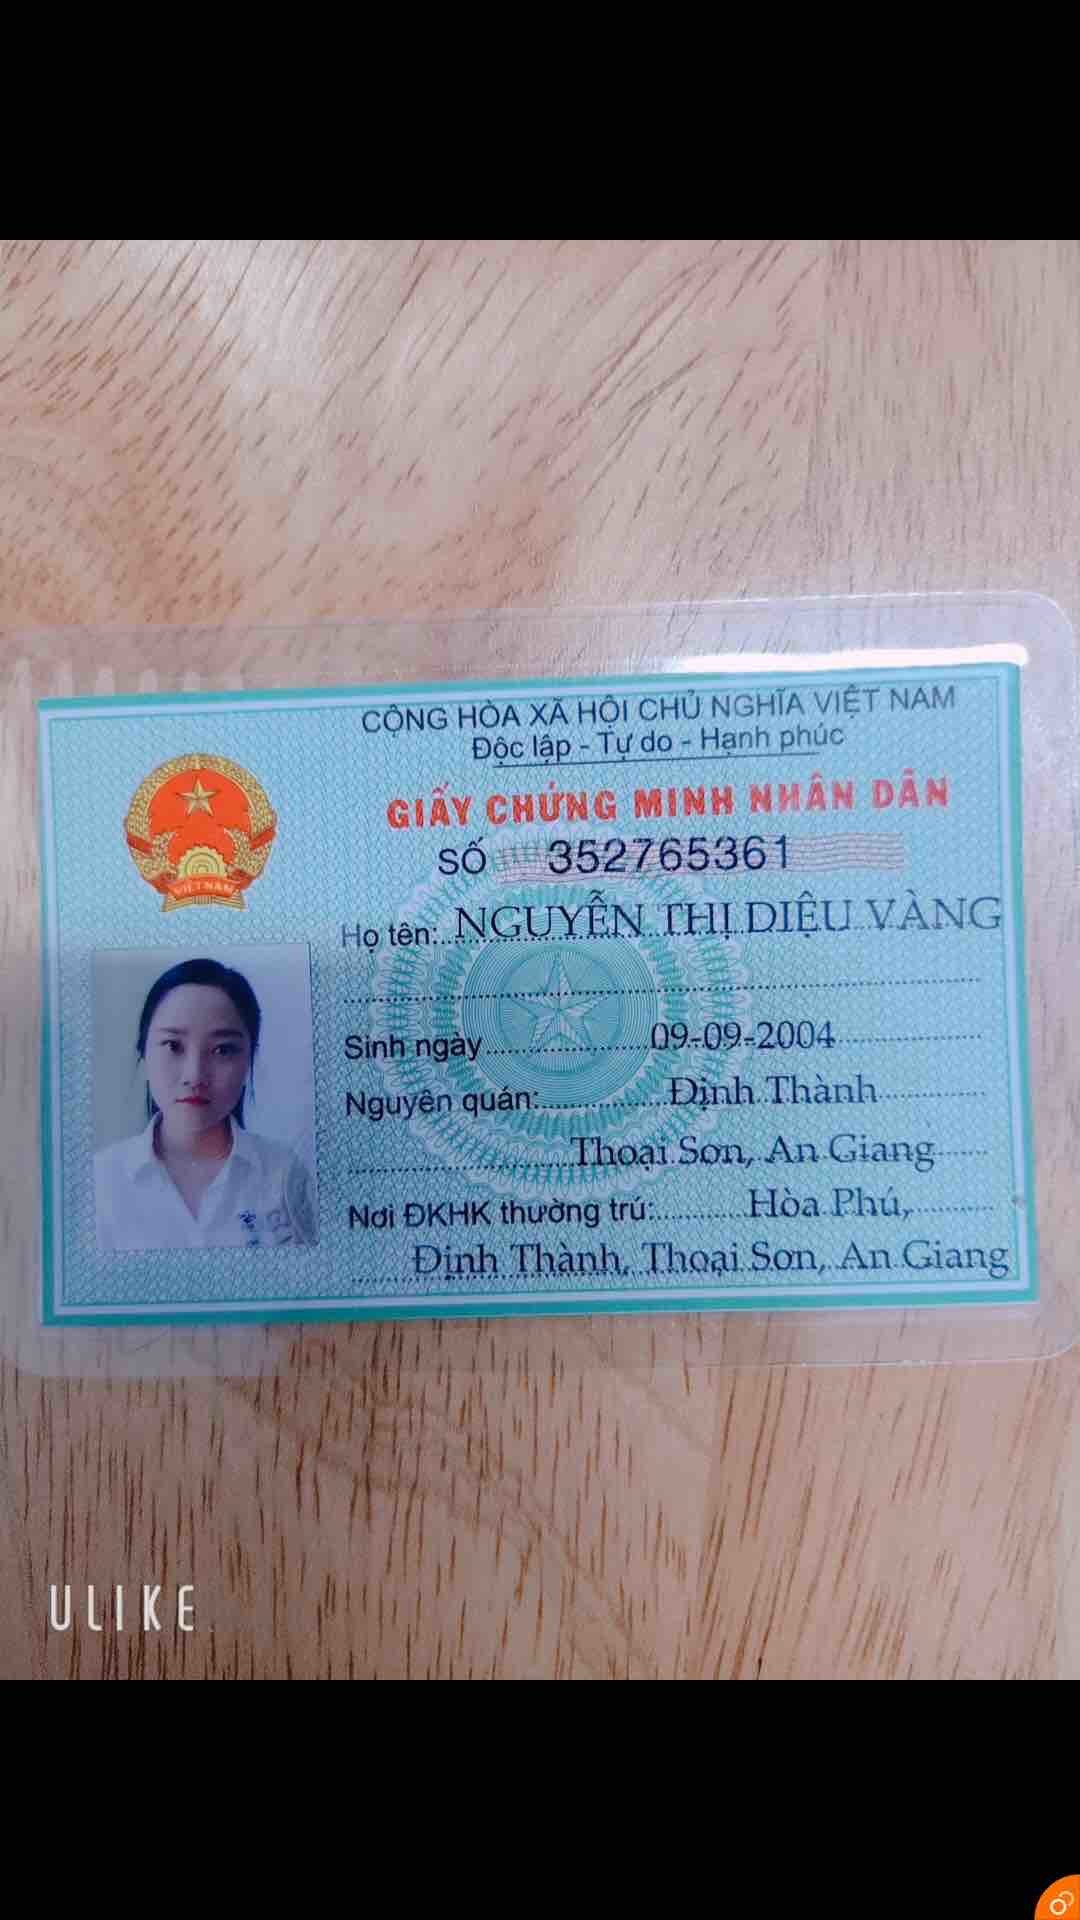 CỘNG HÒA XÃ HỘI CHỦ NGHĨA VIỆT NAM
Độc lập - Tự do - Hạnh phúc
GIẤY CHỨNG MINH NHÂN DÂN
SỐ 352765361
VIỆT NAM
Họ tên: NGUYỄN THỊ DIỆU VÀNG
Sinh ngày 09-09-2004
Nguyên quán: Định Thành
Thoại Sơn, An Giang
Nơi ĐKHK thường trú: Hòa Phú,
Định Thành, Thoại Sơn, An Giang
ULIKE